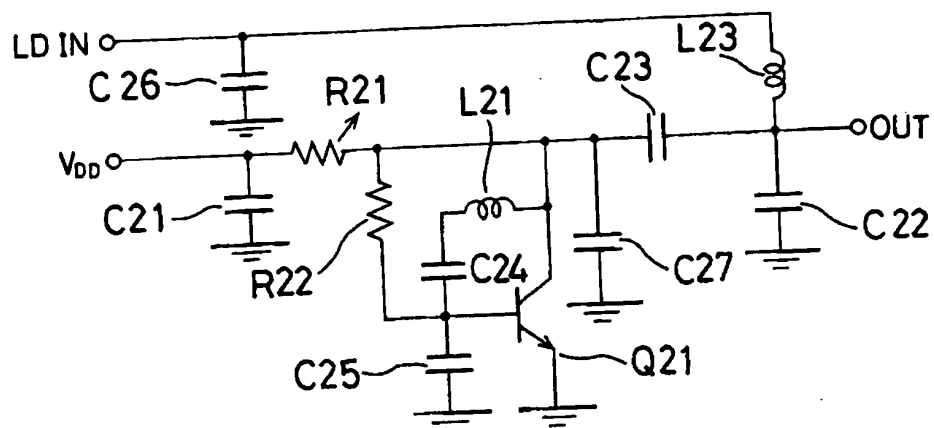 LD IN
C26
R21
L21
C23
L23
OUT
VDD
C21
R22
C24
C27
C22
C25
Q21